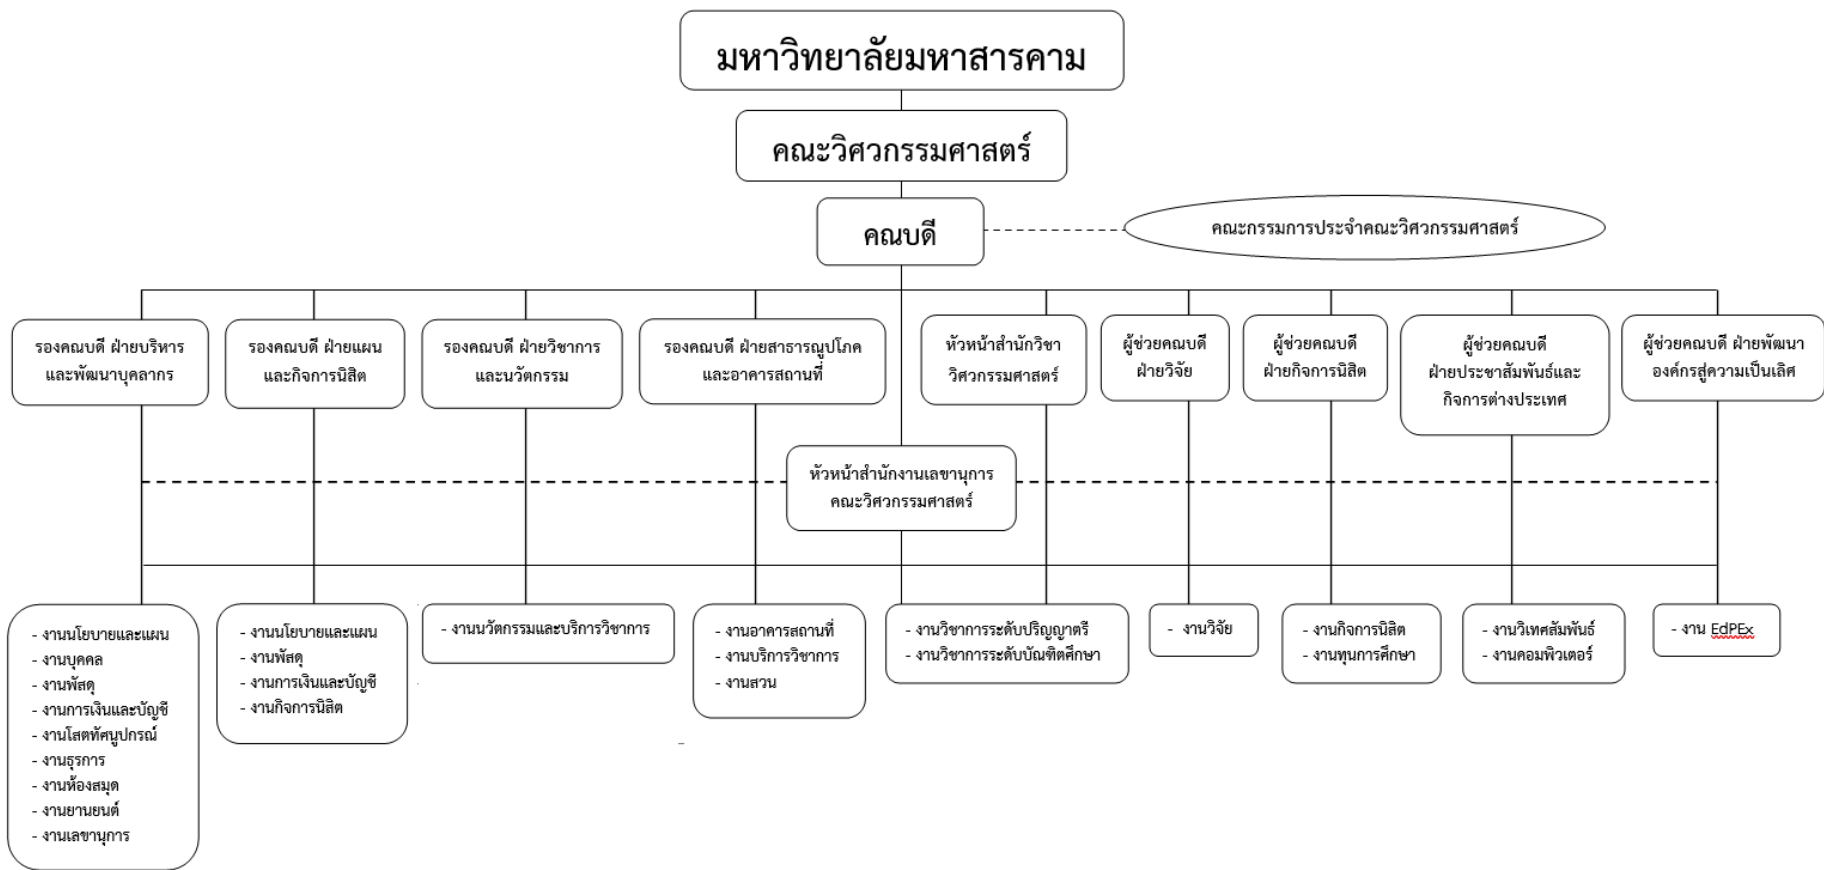 มหาวิทยาลัยมหาสารคาม
คณะวิศวกรรมศาสตร์
คณบดี
คณะกรรมการประจำคณะวิศวกรรมศาสตร์
รองคณบดี ฝ่ายบริหาร
และพัฒนาบุคลากร
รองคณบดี ฝ่ายแผน
และกิจการนิสิต
รองคณบดี ฝ่ายวิชาการ
และนวัตกรรม
รองคณบดี ฝ่ายสาธารณูปโภค
และอาคารสถานที่
หัวหน้าสำนักวิชา
วิศวกรรมศาสตร์
ผู้ช่วยคณบดี
ฝ่ายวิจัย
ผู้ช่วยคณบดี
ฝ่ายกิจการนิสิต
ผู้ช่วยคณบดี
ฝ่ายประชาสัมพันธ์และ
กิจการต่างประเทศ
ผู้ช่วยคณบดี ฝ่ายพัฒนา
องค์กรสู่ความเป็นเลิศ
หัวหน้าสำนักงานเลขานุการ
คณะวิศวกรรมศาสตร์
- งานนโยบายและแผน
- งานบุคคล
- งานพัสดุ
- งานการเงินและบัญชี
- งานโสตทัศนูปกรณ์
- งานธุรการ
- งานห้องสมุด
- งานยานยนต์
- งานเลขานุการ
- งานนโยบายและแผน
- งานพัสดุ
- งานการเงินและบัญชี
- งานกิจการนิสิต
- งานนวัตกรรมและบริการวิชาการ
- งานอาคารสถานที่
- งานบริการวิชาการ
- งานสวน
- งานวิชาการระดับปริญญาตรี
- งานวิชาการระดับบัณฑิตศึกษา
- งานวิจัย
- งานกิจการนิสิต
- งานทุนการศึกษา
- งานวิเทศสัมพันธ์
- งานคอมพิวเตอร์
- งาน EdPEx